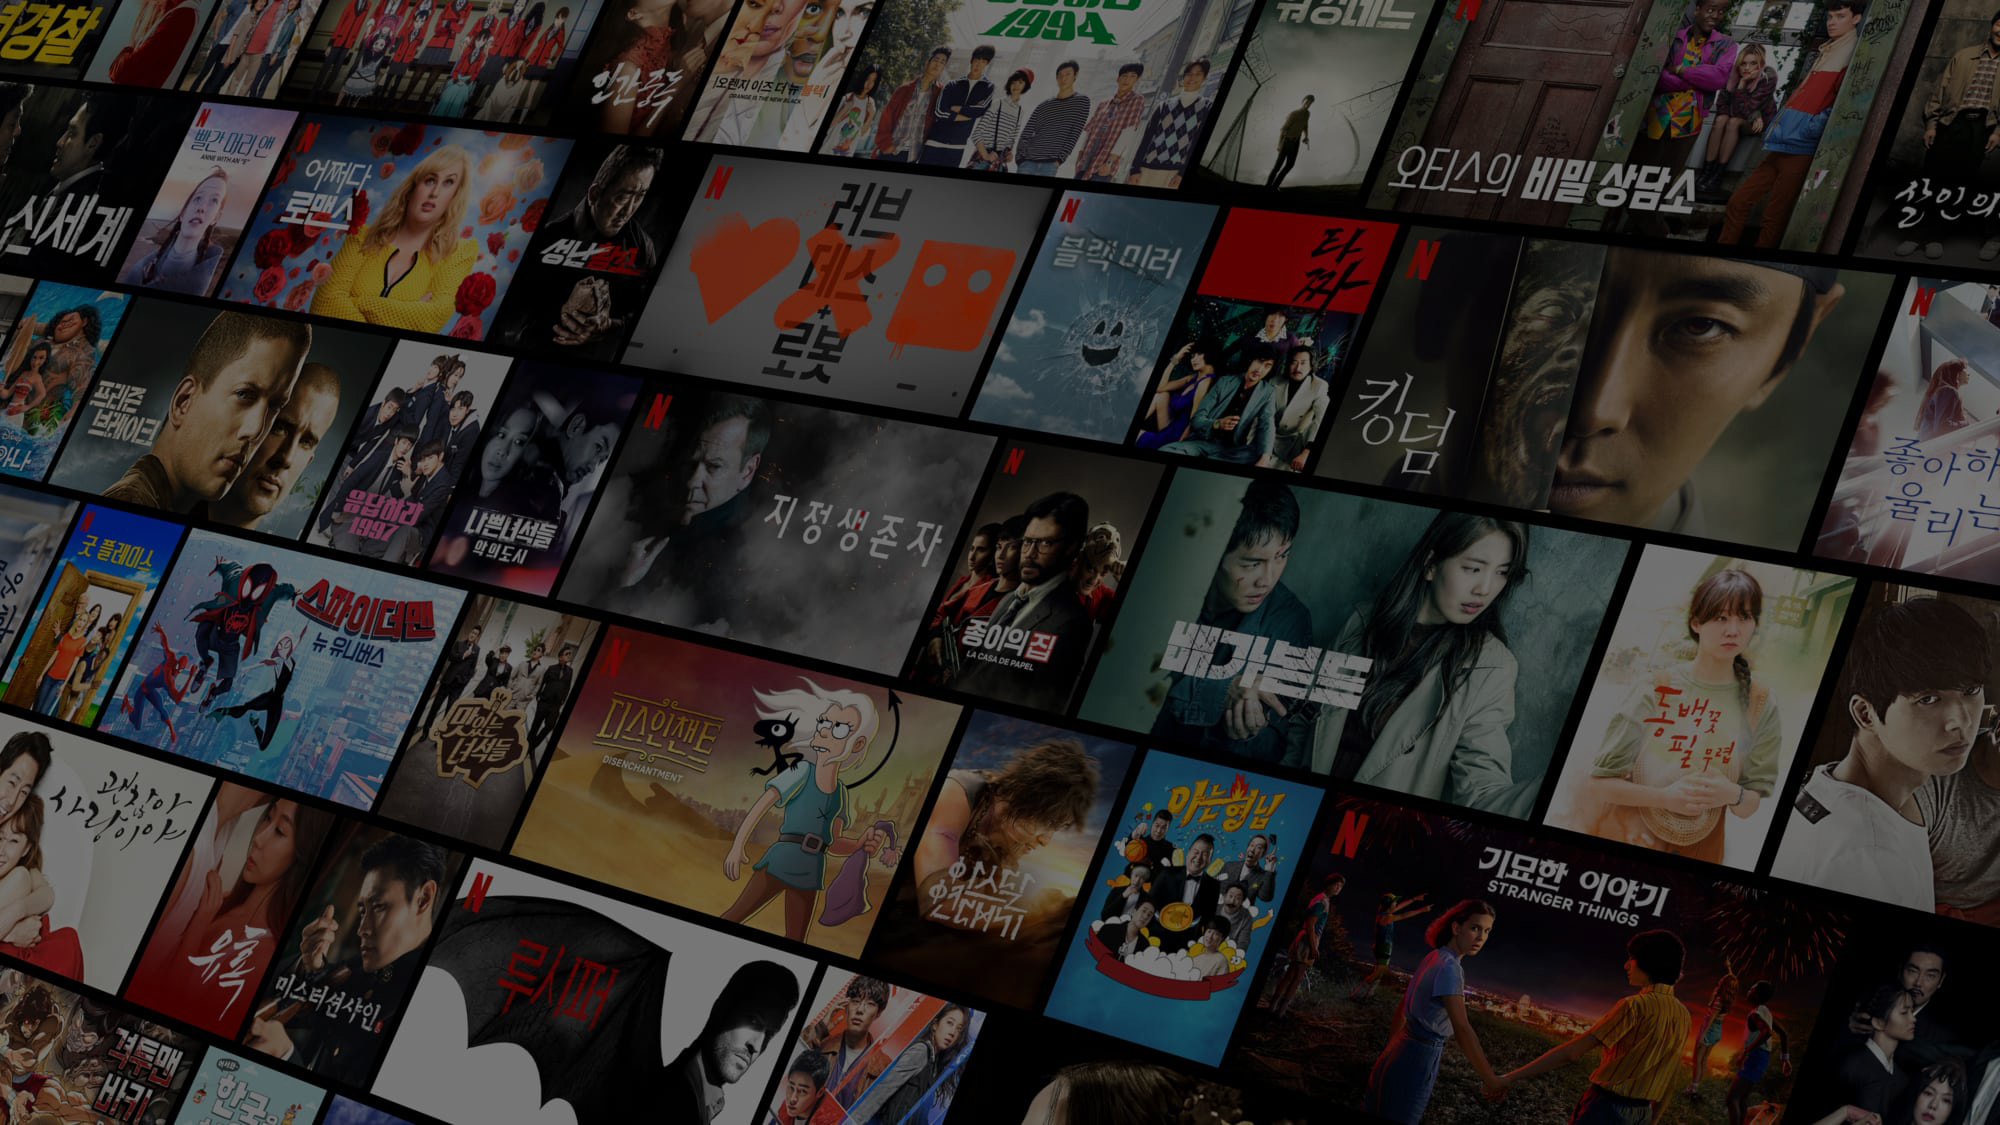 경찰
인간중독
오렌지 이즈 더 뉴 블랙
ORANGE IS THE NEW BLACK
1994
워킹데드
오티스의 비밀 상담소
살인의
신세계
빨간 머리 앤
ANNE WITH AN "E"
어쩌다
로맨스
성난황소
러브
데스
+
로봇
블랙 미러
타
짜
킹덤
좋아하
울리는
프리즌
브레이크
응답하라
1997
나쁜녀석들
악의 도시
지정생존자
종이의 집
LA CASA DE PAPEL
배가본드
동백꽃
필 무렵
굿 플레이스
스파이더맨
뉴 유니버스
맛있는
녀석들
디스인챈트
DISENCHANTMENT
아스달
연대기
아는형님
기묘한 이야기
STRANGER THINGS
괜찮아
사랑이야
유혹
미스터션샤인
루시퍼
격투맨
바키
한국은